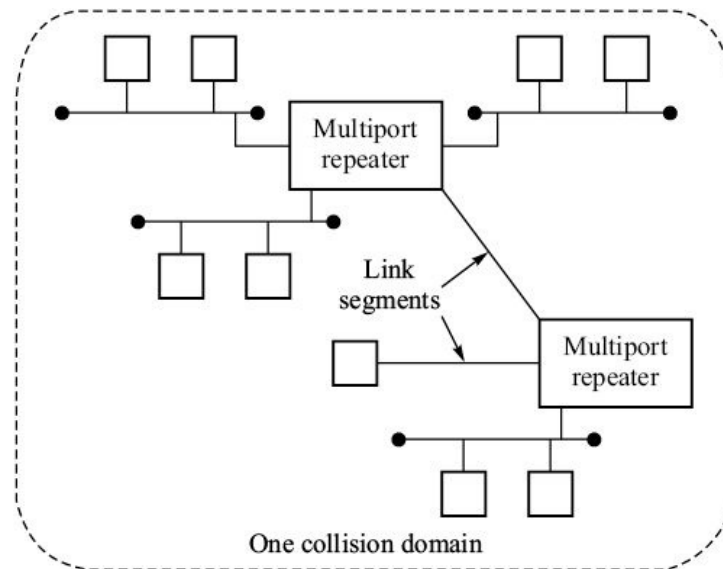 Multiport
repeater
Link
segments
Multiport
repeater
One collision domain